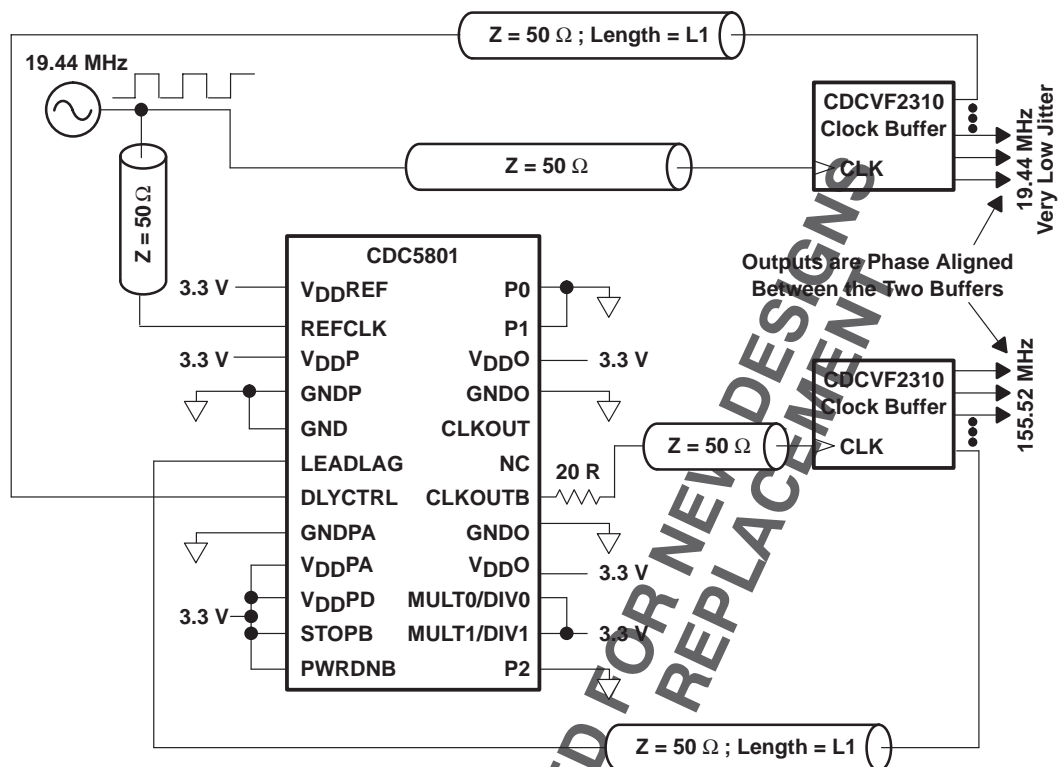 Z = 50 Ω ; Length = L1
19.44 MHz
CDCVF2310
Clock Buffer
CLK
19.44 MHz
Very Low Jitter
Z = 50 Ω
Z = 50 Ω
Outputs are Phase Aligned
Between the Two Buffers
CDC5801
3.3 V
VDDREF
P0
REFCLK
P1
3.3 V
VDDP
VDDO
3.3 V
GNDP
GNDO
GND
CLKOUT
LEADLAG
NC
DLYCTRL
CLKOUTB
20 R
Z = 50 Ω
CDCVF2310
Clock Buffer
CLK
155.52 MHz
GNDPA
GNDO
VDDPA
VDDO
3.3 V
VDDPD
MULT0/DIV0
3.3 V
STOPB
MULT1/DIV1
3.3 V
PWRDNB
P2
Z = 50 Ω ; Length = L1
FOR NEW DESIGNS
REPLACEMENT